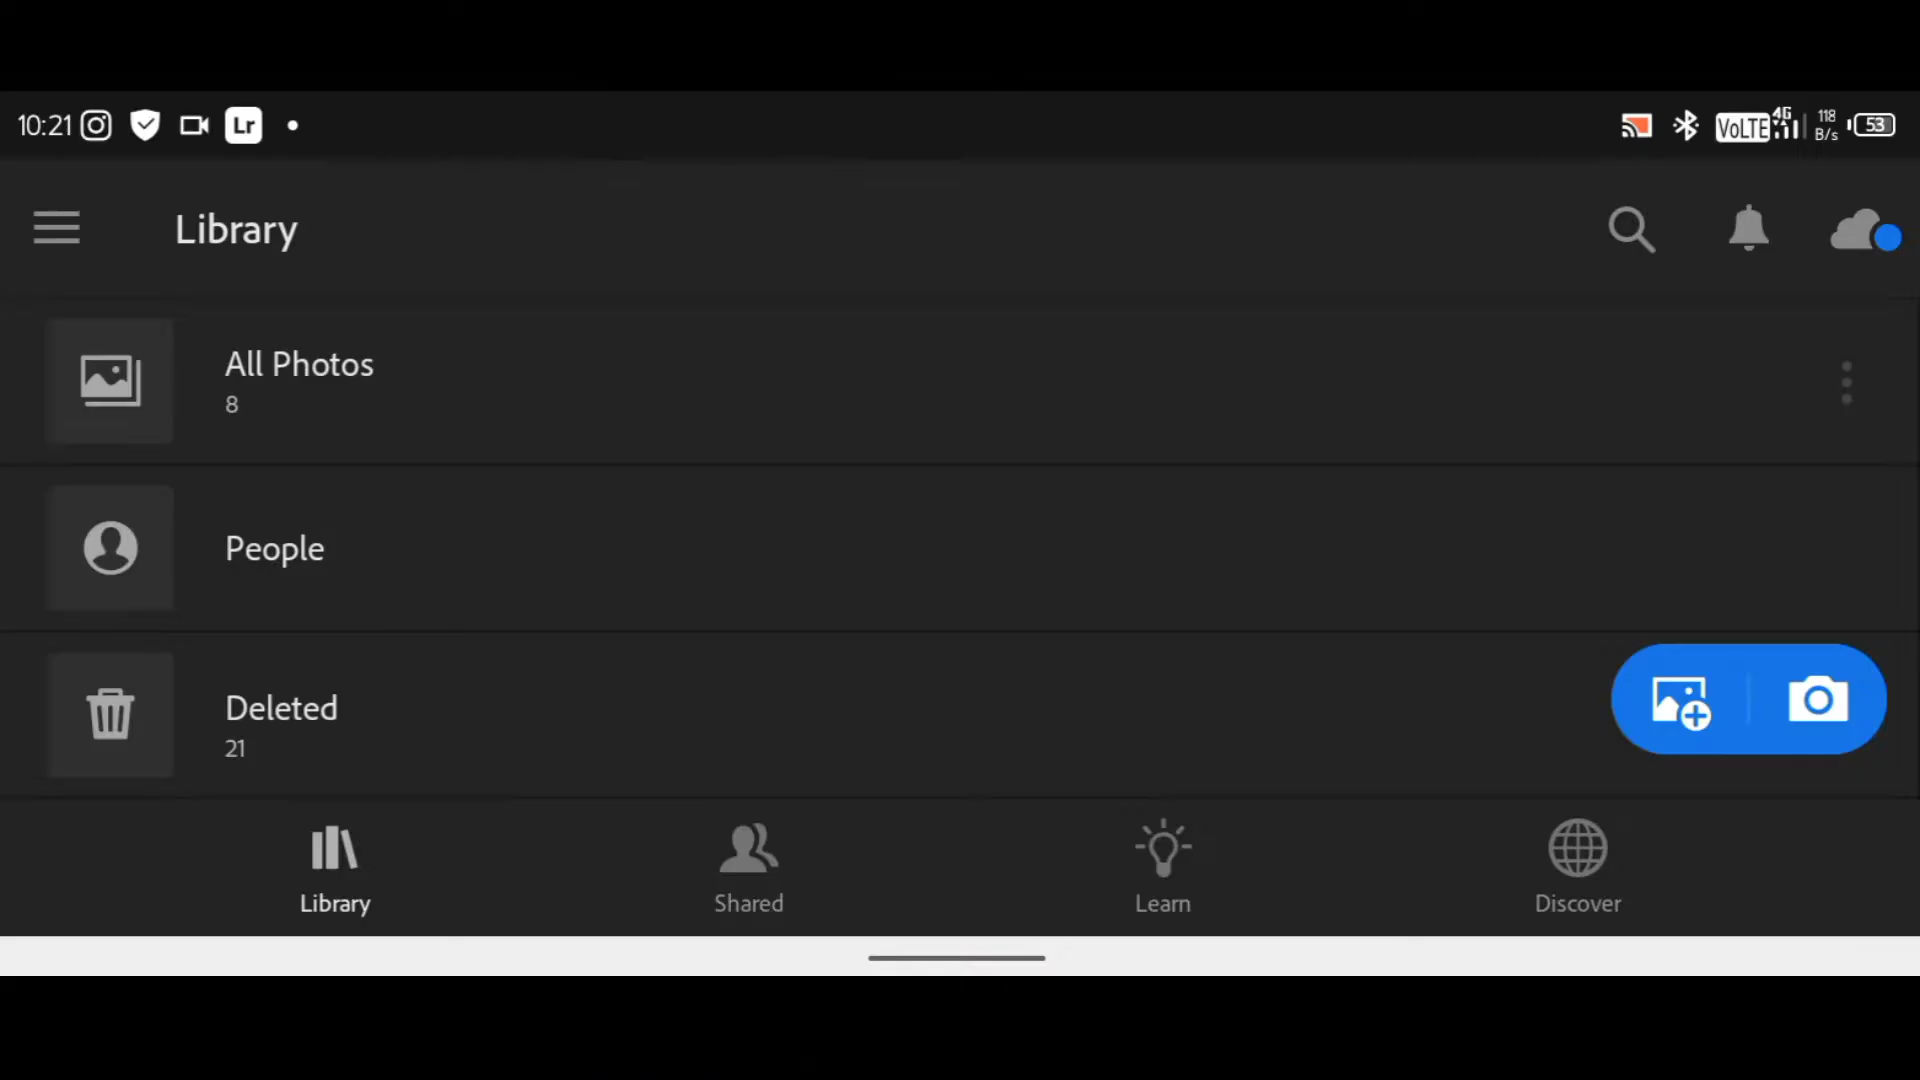 10:21 Lr VoLTE 4G 118 B/s 53
Library
All Photos
8
People
Deleted
21
Library Shared Learn Discover